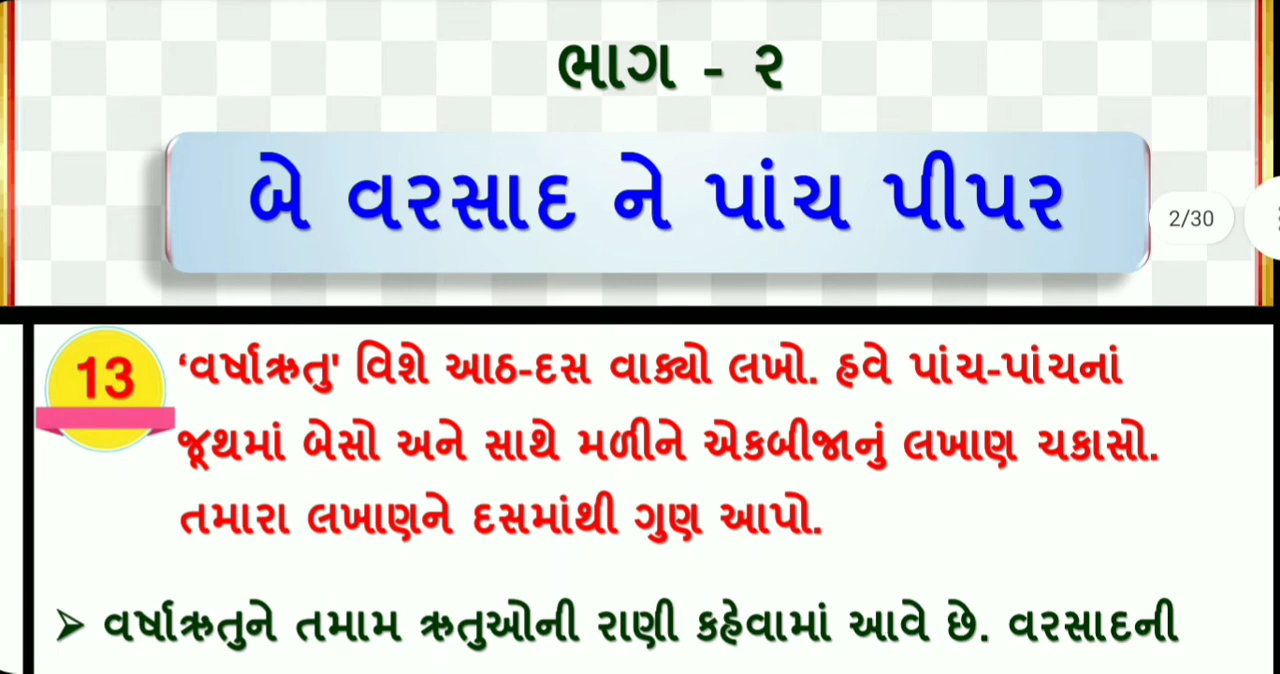 ભાગ - ૨
બે વરસાદ ને પાંચ પીપર
2/30
13
‘વર્ષાઋતુ' વિશે આઠ-દસ વાક્યો લખો. હવે પાંચ-પાંચનાં
જૂથમાં બેસો અને સાથે મળીને એકબીજાનું લખાણ ચકાસો.
તમારા લખાણને દસમાંથી ગુણ આપો.
➤ વર્ષાઋતુને તમામ ઋતુઓની રાણી કહેવામાં આવે છે. વરસાદની